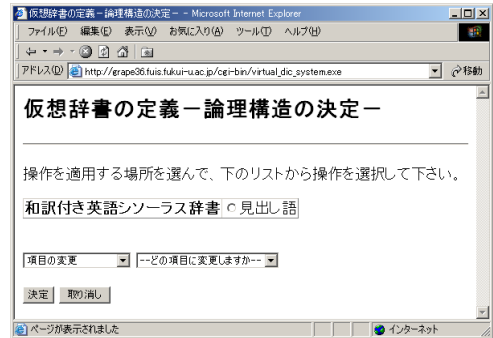 仮想辞書の定義－論理構造の決定－ - Microsoft Internet Explorer
ファイル(F) 編集(E) 表示(V) お気に入り(A) ツール(T) ヘルプ(H)
アドレス(D) http://grape36.fuis.fukui-u.ac.jp/cgi-bin/virtual_dic_system.exe 移動
仮想辞書の定義－論理構造の決定－
操作を適用する場所を選んで、下のリストから操作を選択して下さい。
和訳付き英語シソーラス辞書 見出し語
項目の変更 --どの項目に変更しますか--
決定 取り消し
ページが表示されました インターネット